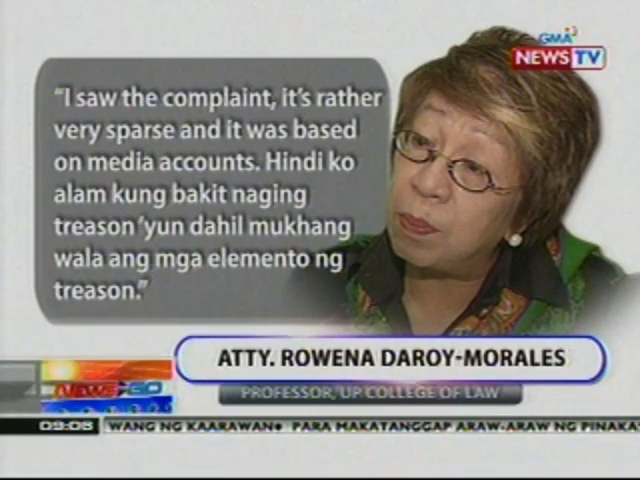 GMA
NEWS TV
"I saw the complaint, it's rather
very sparse and it was based
on media accounts. Hindi ko
alam kung bakit naging
treason 'yun dahil mukhang
wala ang mga elemento ng
treason."
ATTY. ROWENA DAROY-MORALES
PROFESSOR, UP COLLEGE OF LAW
NEWS TO GO
09:08 WANG NG KAARAWAN• PARA MAKATANGGAP ARAW-ARAW NG PINAKA